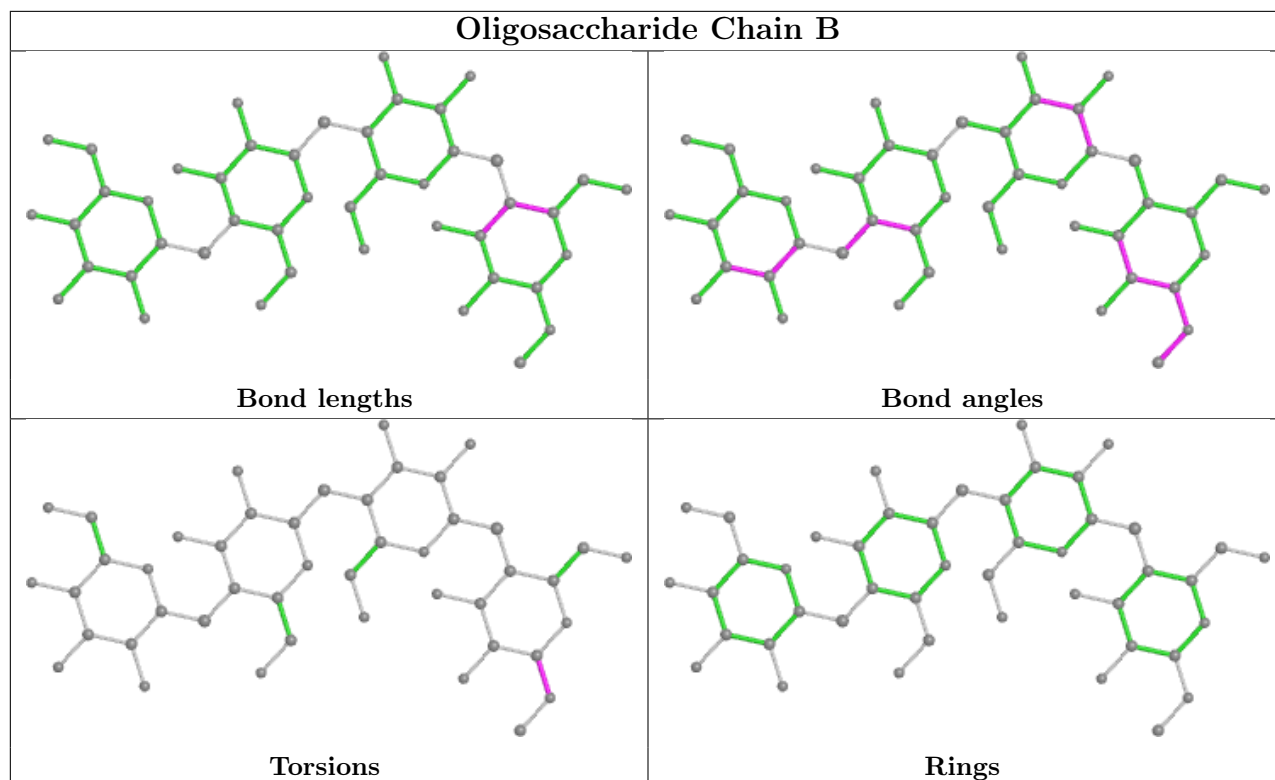 Oligosaccharide Chain B
Bond lengths
Bond angles
Torsions
Rings